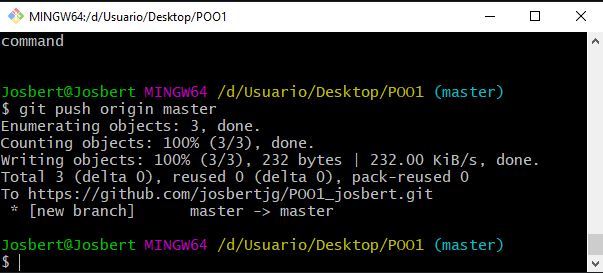 MINGW64:/d/Usuario/Desktop/POO1
command
Josbert@Josbert MINGW64 /d/Usuario/Desktop/POO1 (master)
$ git push origin master
Enumerating objects: 3, done.
Counting objects: 100% (3/3), done.
Writing objects: 100% (3/3), 232 bytes | 232.00 KiB/s, done.
Total 3 (delta 0), reused 0 (delta 0), pack-reused 0
To https://github.com/josbertjg/POO1_josbert.git
 * [new branch]      master -> master
Josbert@Josbert MINGW64 /d/Usuario/Desktop/POO1 (master)
$